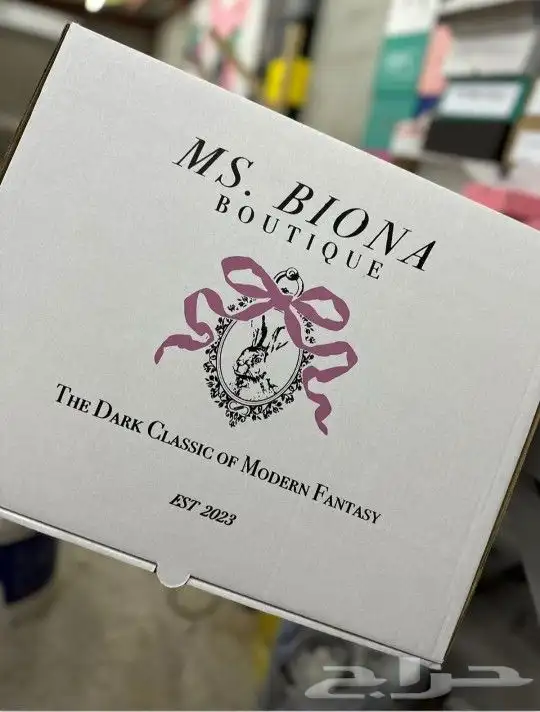 MS. BIONA
BOUTIQUE
THE DARK CLASSIC OF MODERN FANTASY
EST 2023
حراج